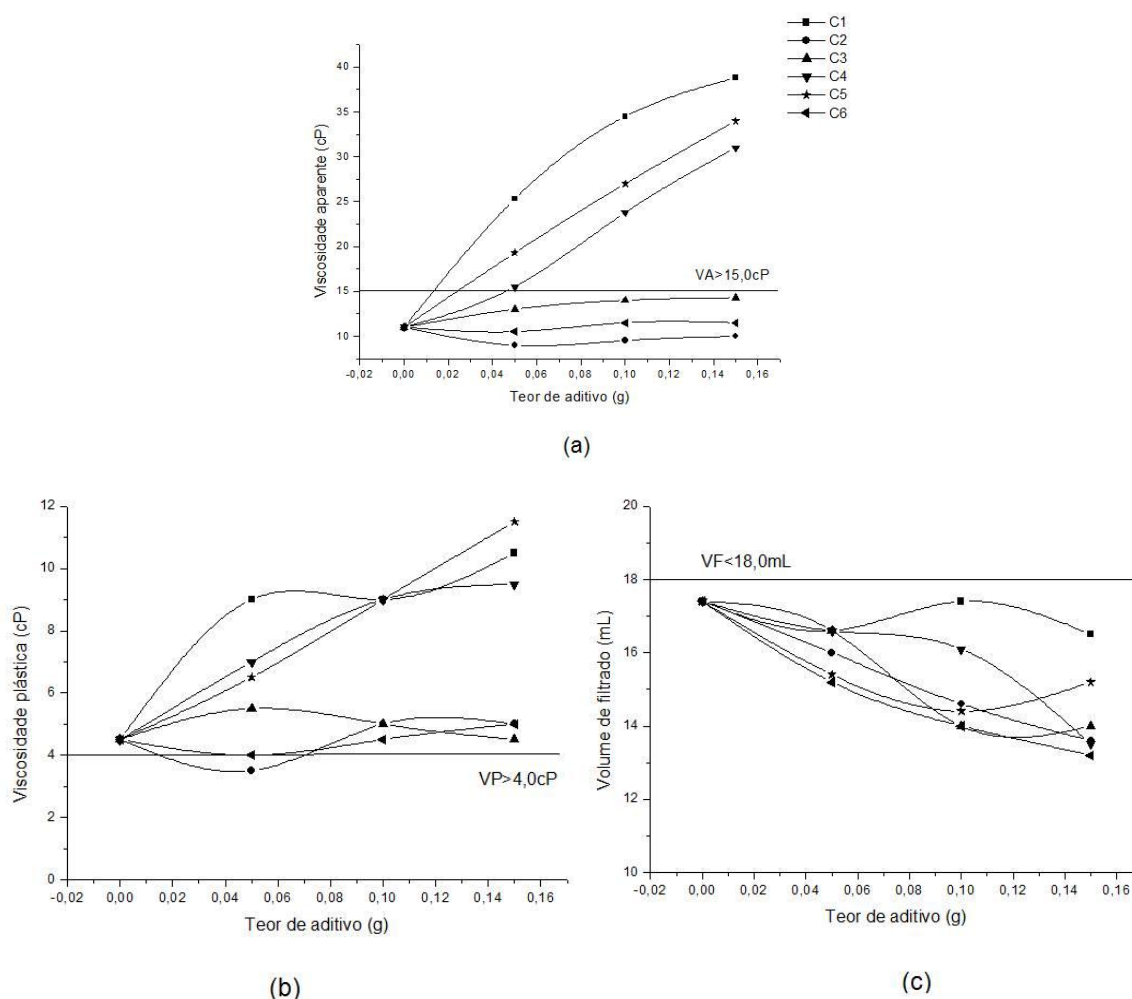 C1
C2
C3
C4
C5
C6
Viscosidade aparente (cP)
40
35
30
25
20
15
10
VA>15,0cP
-0,02 0,00 0,02 0,04 0,06 0,08 0,10 0,12 0,14 0,16
Teor de aditivo (g)
(a)
Viscosidade plástica (cP)
12
10
8
6
4
2
0
VP>4,0cP
-0,02 0,00 0,02 0,04 0,06 0,08 0,10 0,12 0,14 0,16
Teor de aditivo (g)
(b)
Volume de filtrado (mL)
20
18
16
14
12
10
VF<18,0mL
-0,02 0,00 0,02 0,04 0,06 0,08 0,10 0,12 0,14 0,16
Teor de aditivo (g)
(c)